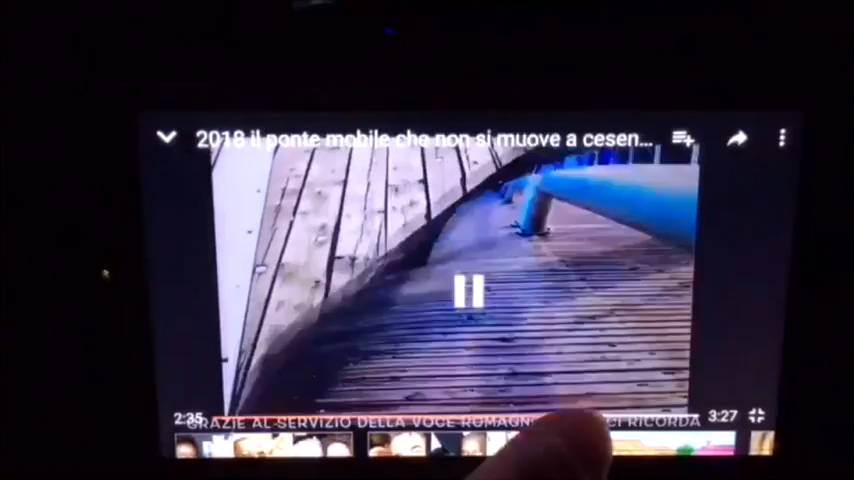 2018 il ponte mobile che non si muove a cesen...
2:35
3:27
GRAZIE AL SERVIZIO DELLA VOCE ROMAGN
CI RICORDA